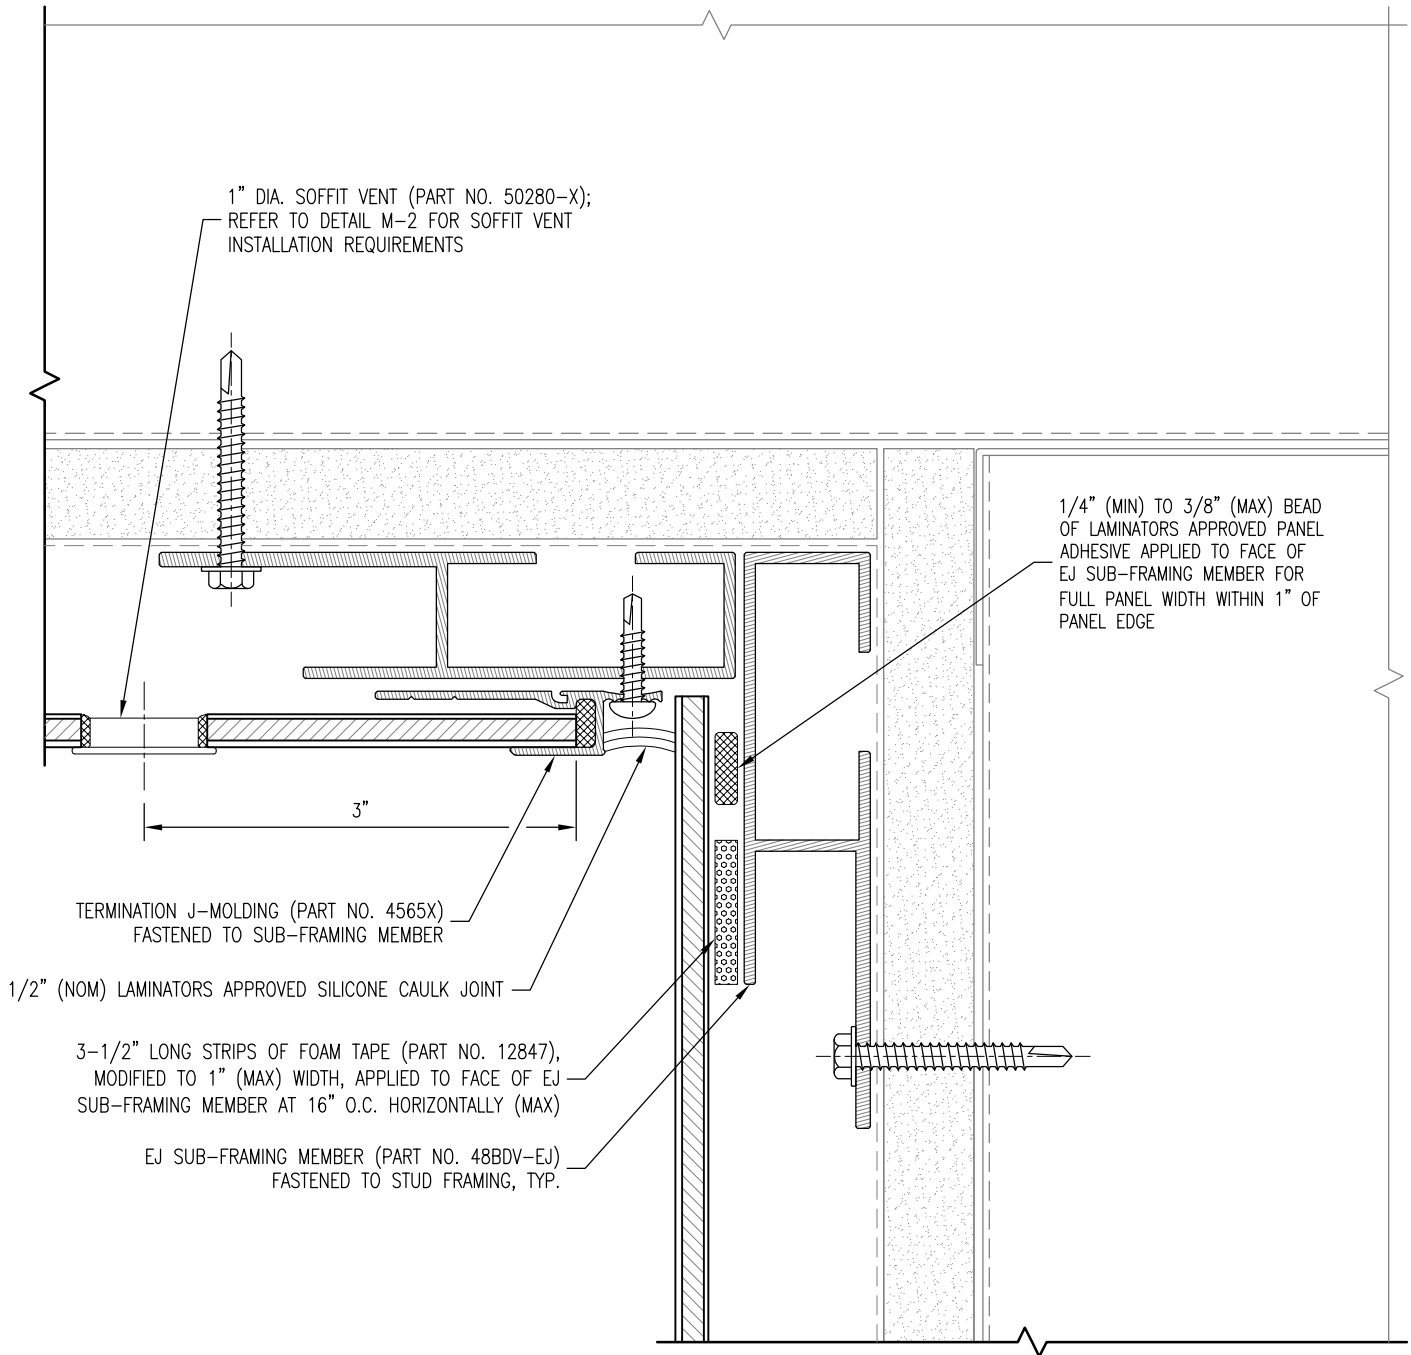 1" DIA. SOFFIT VENT (PART NO. 50280-X);
REFER TO DETAIL M-2 FOR SOFFIT VENT
INSTALLATION REQUIREMENTS
1/4" (MIN) TO 3/8" (MAX) BEAD
OF LAMINATORS APPROVED PANEL
ADHESIVE APPLIED TO FACE OF
EJ SUB-FRAMING MEMBER FOR
FULL PANEL WIDTH WITHIN 1" OF
PANEL EDGE
3"
TERMINATION J-MOLDING (PART NO. 4565X)
FASTENED TO SUB-FRAMING MEMBER
1/2" (NOM) LAMINATORS APPROVED SILICONE CAULK JOINT
3-1/2" LONG STRIPS OF FOAM TAPE (PART NO. 12847),
MODIFIED TO 1" (MAX) WIDTH, APPLIED TO FACE OF EJ
SUB-FRAMING MEMBER AT 16" O.C. HORIZONTALLY (MAX)
EJ SUB-FRAMING MEMBER (PART NO. 48BDV-EJ)
FASTENED TO STUD FRAMING, TYP.